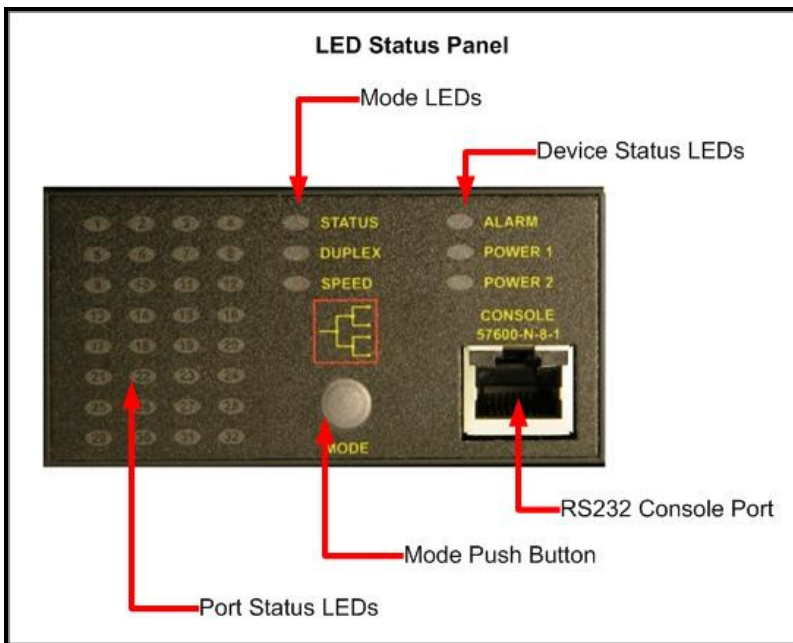 LED Status Panel
Mode LEDs
Device Status LEDs
1 2 3 4
STATUS
ALARM
5 6 7 8
DUPLEX
POWER 1
9 10 11 12
SPEED
POWER 2
13 14 15 16
CONSOLE
57600-N-8-1
17 18 19 20
21 22 23 24
25 27 28
29 30 31 32
MODE
RS232 Console Port
Mode Push Button
Port Status LEDs